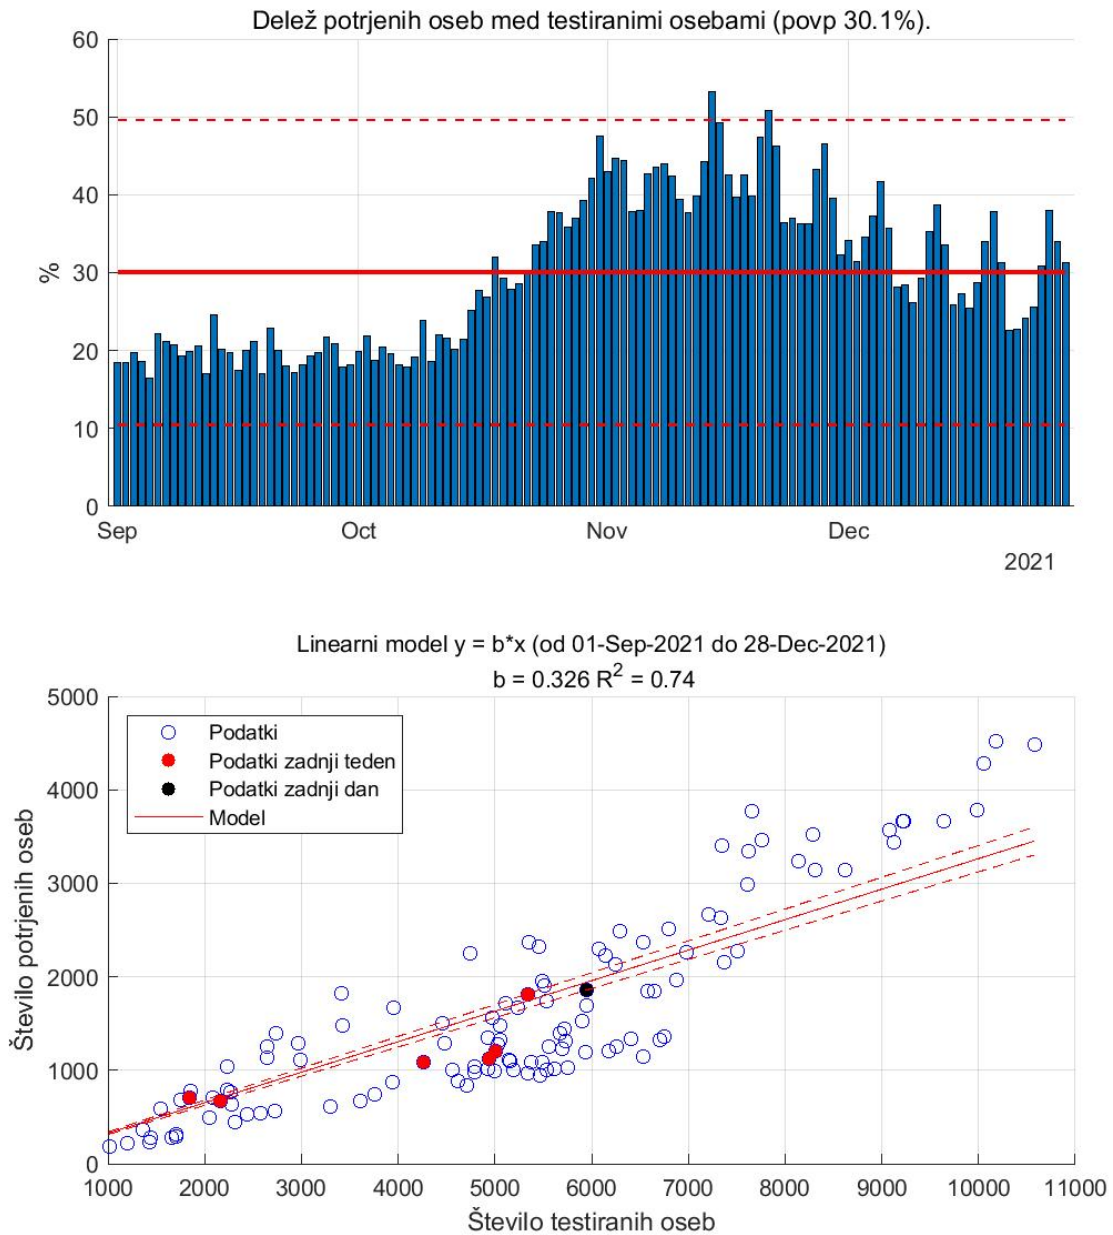 Delež potrjenih oseb med testiranimi osebami (povp 30.1%).
60
50
40
30
20
10
0
%
Sep Oct Nov Dec
2021
Linearni model y = b*x (od 01-Sep-2021 do 28-Dec-2021)
b = 0.326 R² = 0.74
5000
4000
3000
2000
1000
0
Število potrjenih oseb
Podatki
Podatki zadnji teden
Podatki zadnji dan
Model
1000 2000 3000 4000 5000 6000 7000 8000 9000 10000 11000
Število testiranih oseb